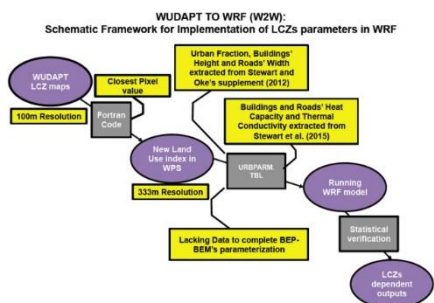 WUDAPT TO WRF (W2W):
Schematic Framework for Implementation of LCZs parameters in WRF
WUDAPT
LCZ maps
100m Resolution
Closest Pixel
value
Fortran
Code
Urban Fraction, Buildings'
Height and Roads' Width
extracted from Stewart and
Oke's supplement (2012)
Buildings and Roads' Heat
Capacity and Thermal
Conductivity extracted from
Stewart et al. (2015)
New Land
Use index in
WPS
333m Resolution
URBPARM.
TBL
Running
WRF model
Lacking Data to complete BEP-
BEM's parameterization
Statistical
verification
LCZs
dependent
outputs